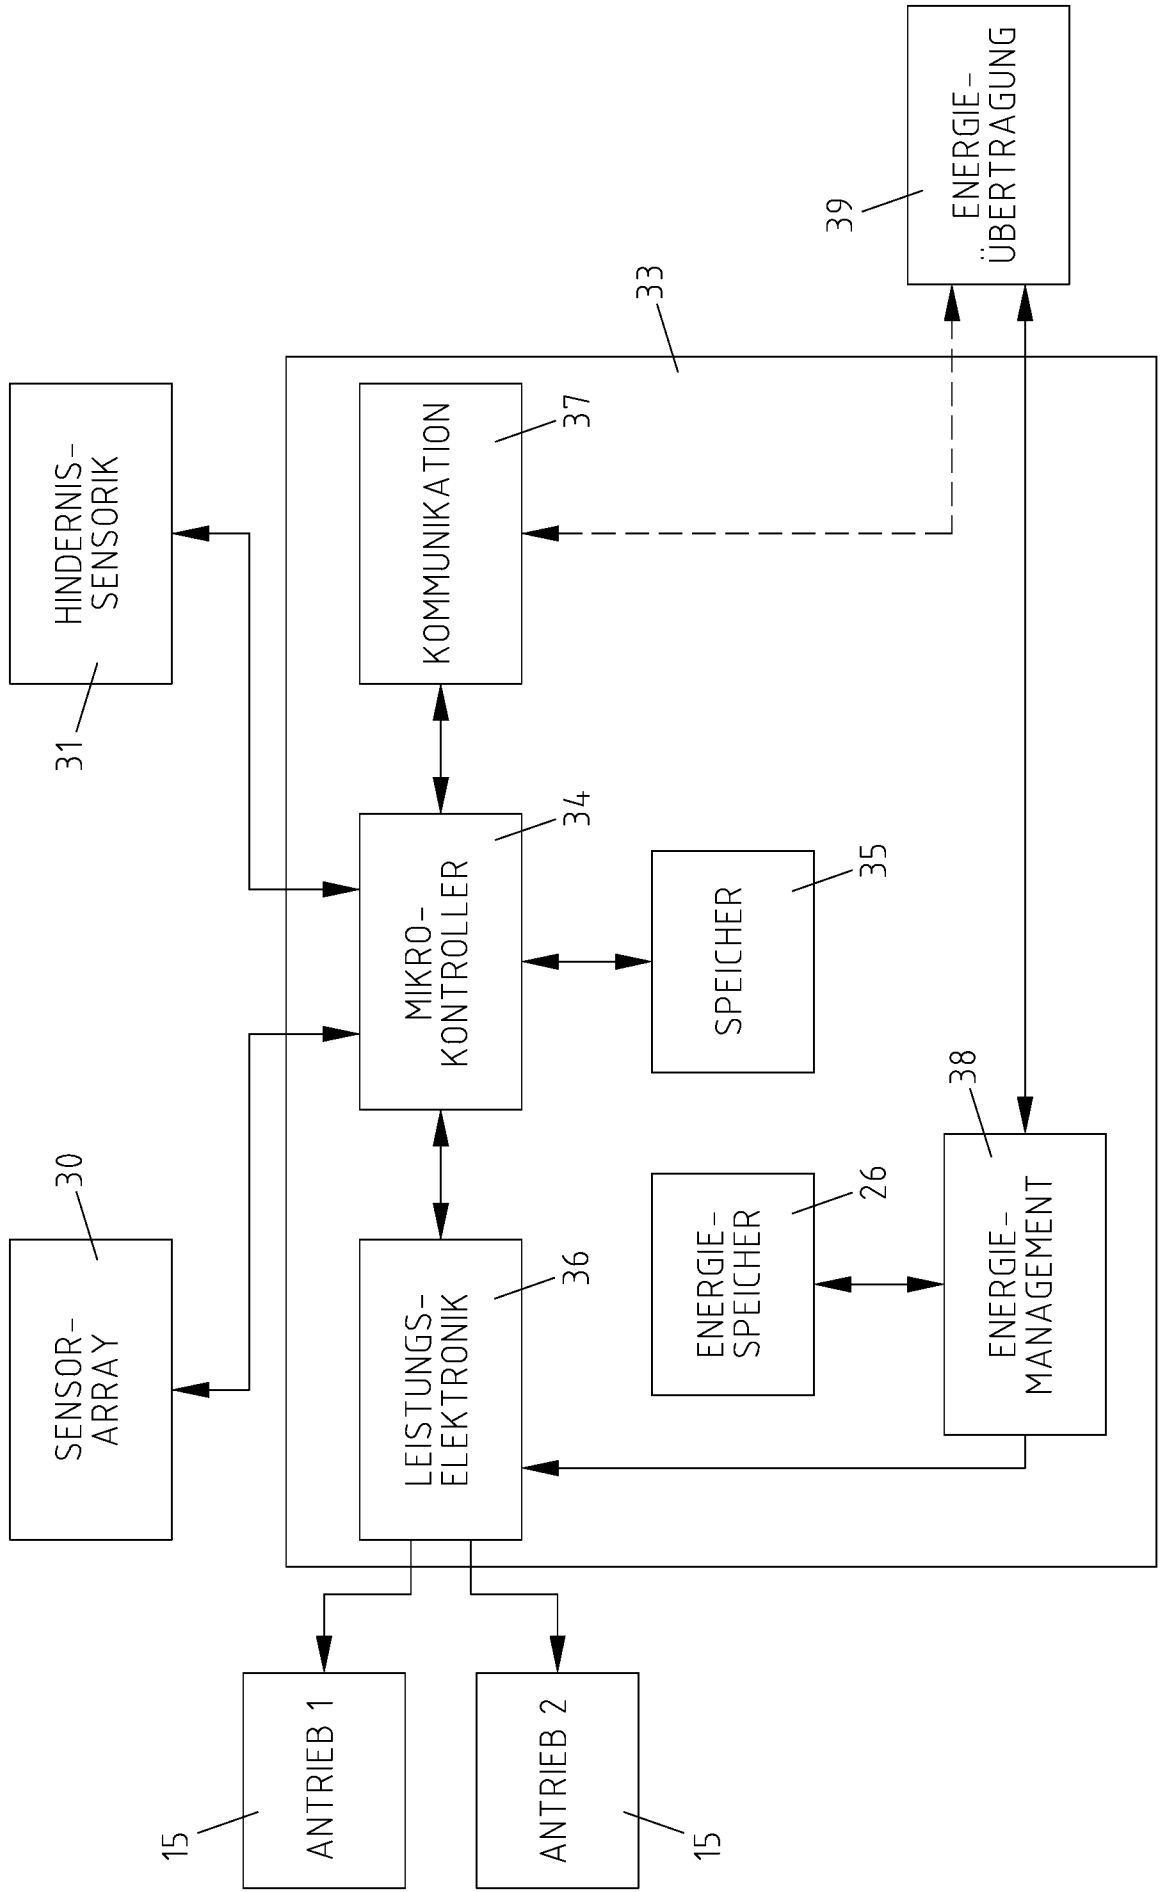 15
ANTRIEB 1
ANTRIEB 2
15
SENSOR-
ARRAY
30
31
HINDERNIS-
SENSORIK
LEISTUNGS-
ELEKTRONIK
36
MIKRO-
KONTROLLER
34
KOMMUNIKATION
37
33
ENERGIE-
SPEICHER
26
SPEICHER
35
ENERGIE-
MANAGEMENT
38
39
ENERGIE-
ÜBERTRAGUNG